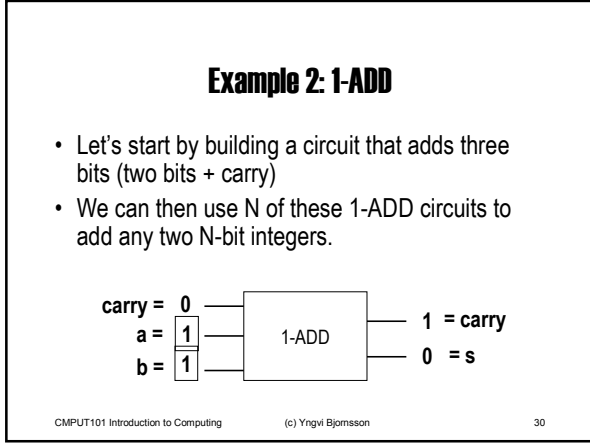 Example 2: 1-ADD
• Let's start by building a circuit that adds three
bits (two bits + carry)
• We can then use N of these 1-ADD circuits to
add any two N-bit integers.
carry = 0
a = 1
b = 1
1-ADD
1 = carry
0 = s
CMPUT101 Introduction to Computing (c) Yngvi Bjornsson 30